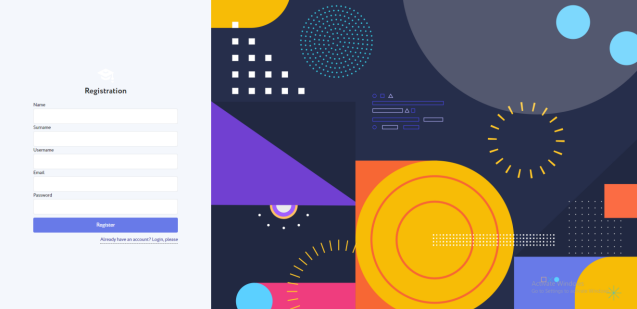 Registration
Name
Surname
Username
Email
Password
Register
Already have an account? Login, please